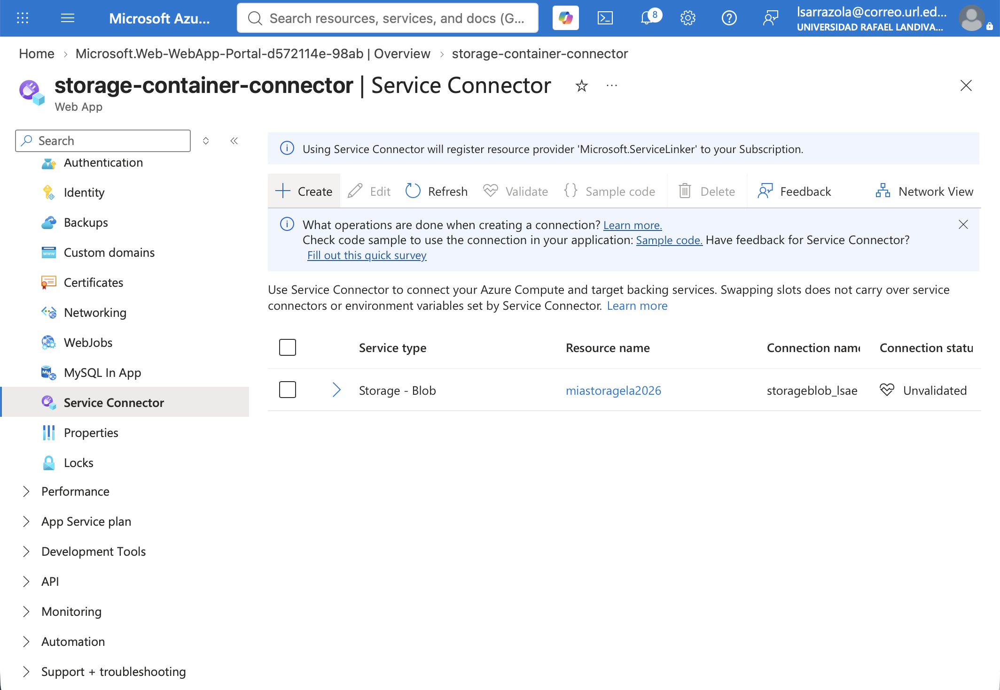 Microsoft Azu...
Search resources, services, and docs (G...
8
lsarrazola@correo.url.ed...
UNIVERSIDAD RAFAEL LANDIVA...
Home > Microsoft.Web-WebApp-Portal-d572114e-98ab | Overview > storage-container-connector
storage-container-connector | Service Connector
Web App
Search
Authentication
Identity
Backups
Custom domains
Certificates
Networking
WebJobs
MySQL In App
Service Connector
Properties
Locks
Performance
App Service plan
Development Tools
API
Monitoring
Automation
Support + troubleshooting
Using Service Connector will register resource provider 'Microsoft.ServiceLinker' to your Subscription.
Create Edit Refresh Validate Sample code Delete Feedback Network View
What operations are done when creating a connection? Learn more.
Check code sample to use the connection in your application: Sample code. Have feedback for Service Connector?
Fill out this quick survey
Use Service Connector to connect your Azure Compute and target backing services. Swapping slots does not carry over service
connectors or environment variables set by Service Connector. Learn more
Service type Resource name Connection name Connection statu
Storage - Blob miastoragela2026 storageblob_lsae Unvalidated